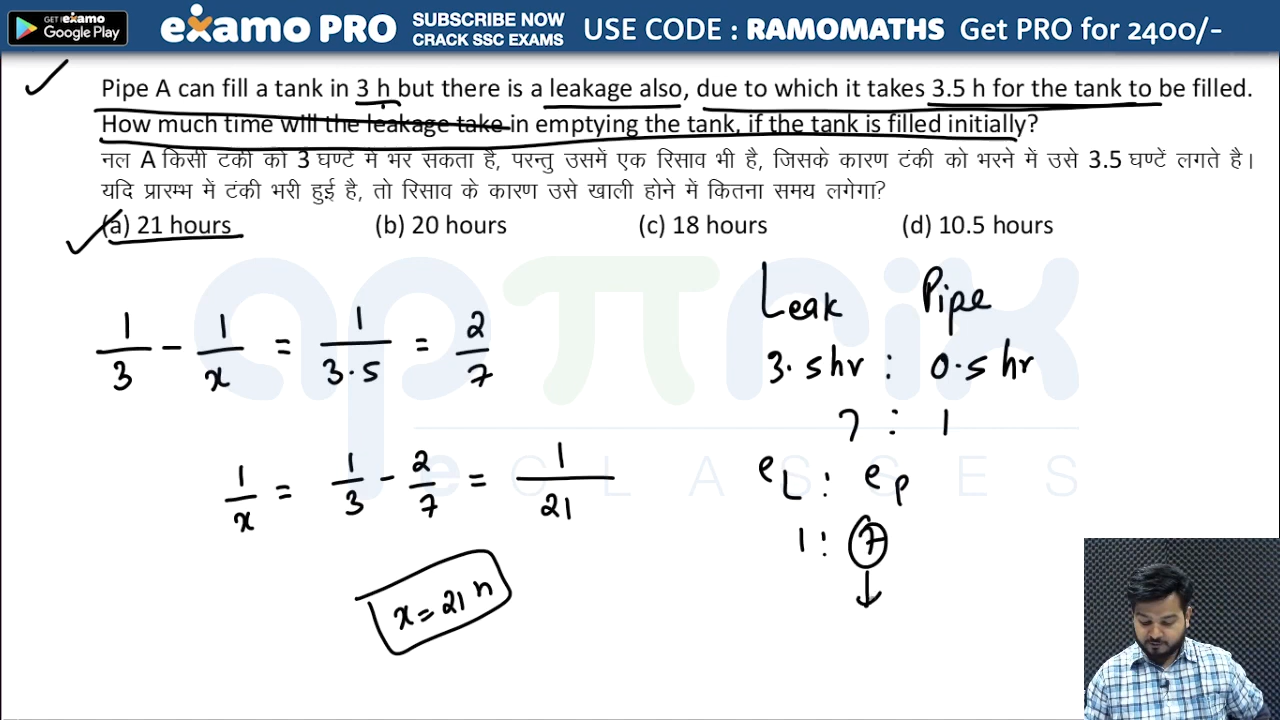 GET IT ON examo Google Play
examo PRO
SUBSCRIBE NOW
CRACK SSC EXAMS
USE CODE : RAMOMATHS Get PRO for 2400/-
Pipe A can fill a tank in 3 h but there is a leakage also, due to which it takes 3.5 h for the tank to be filled.
How much time will the leakage take in emptying the tank, if the tank is filled initially?
नल A किसी टंकी को 3 घण्टे में भर सकता है, परन्तु उसमें एक रिसाव भी है, जिसके कारण टंकी को भरने में उसे 3.5 घण्टें लगते है।
यदि प्रारम्भ में टंकी भरी हुई है, तो रिसाव के कारण उसे खाली होने में कितना समय लगेगा?
(a) 21 hours (b) 20 hours (c) 18 hours (d) 10.5 hours
1/3 - 1/x = 1/3.5 = 2/7
1/x = 1/3 - 2/7 = 1/21
x = 21 h
Leak Pipe
3.5 hr : 0.5 hr
7 : 1
eL : ep
1 : 7
apπnix
eCLASSES